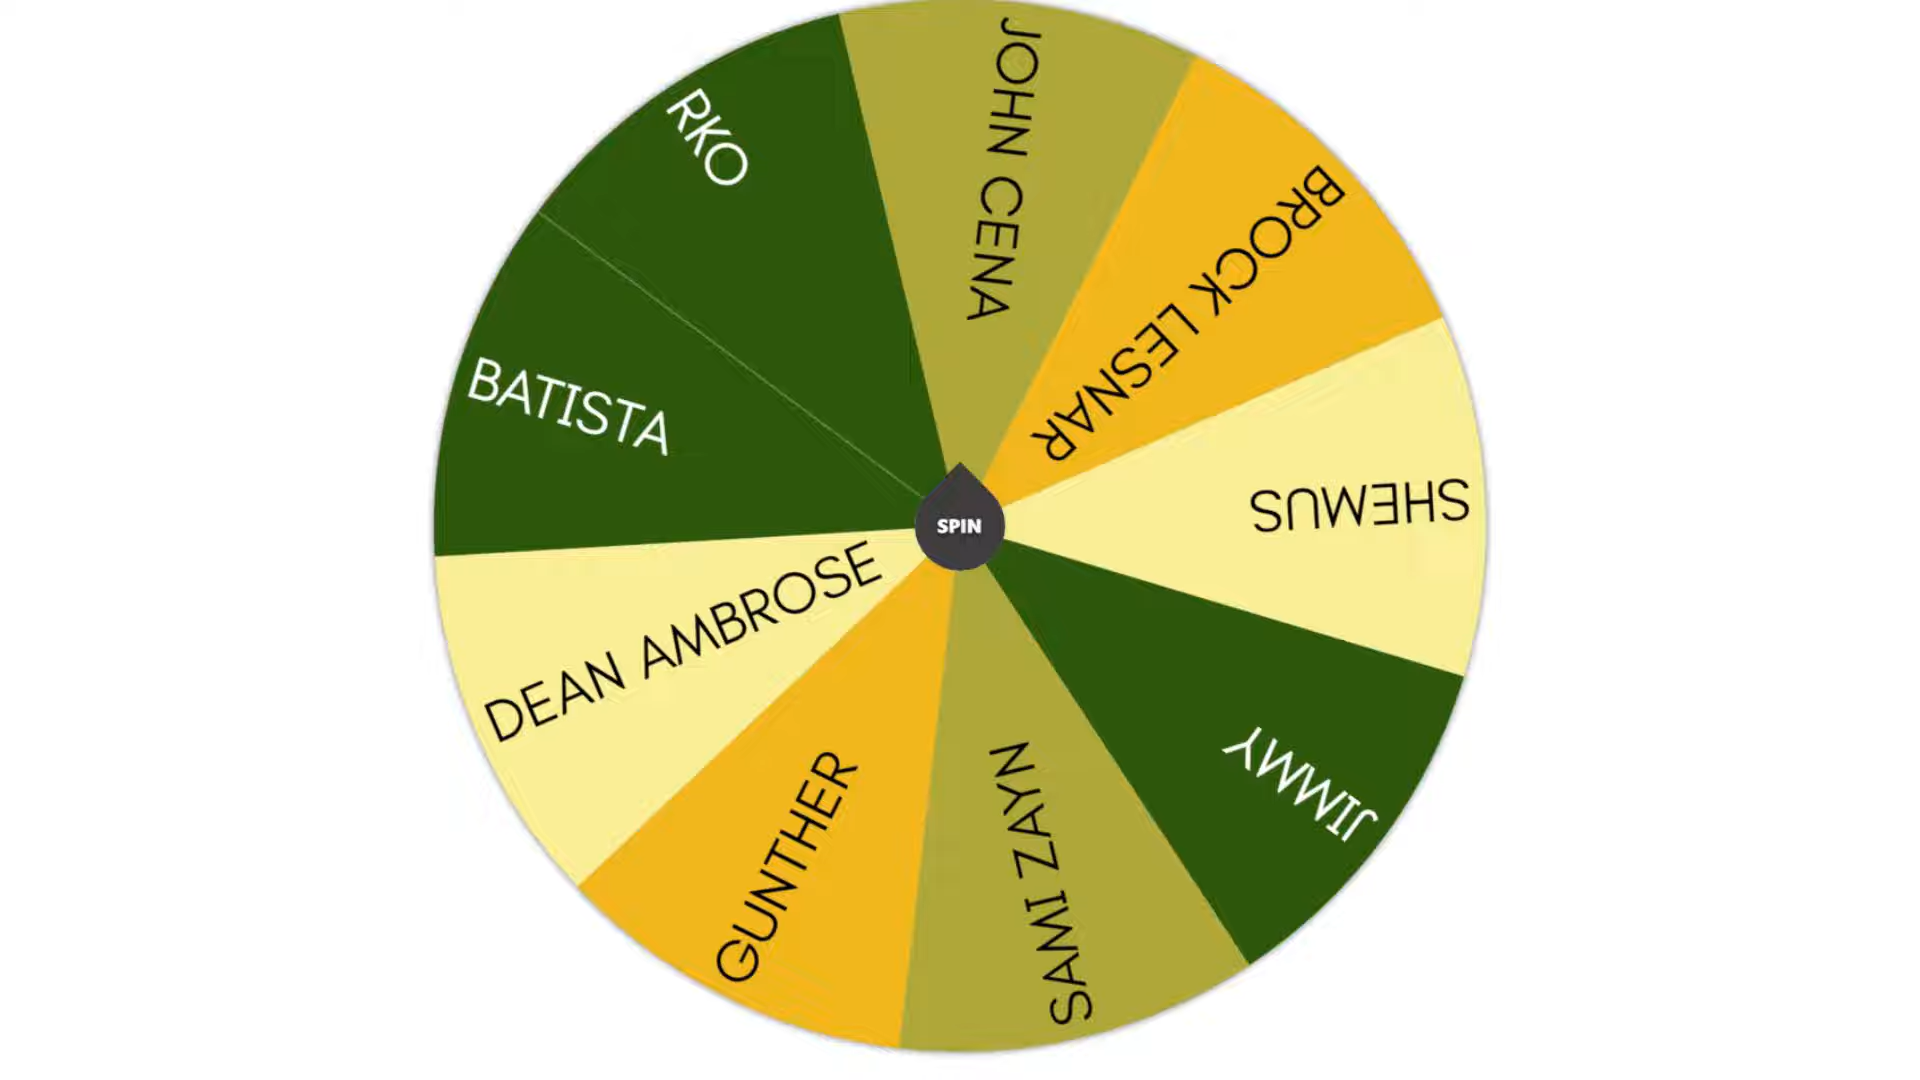 JOHN CENA
BROCK LESNAR
SHEMUS
JIMMY
SAMI ZAYN
GUNTHER
DEAN AMBROSE
BATISTA
RKO
SPIN